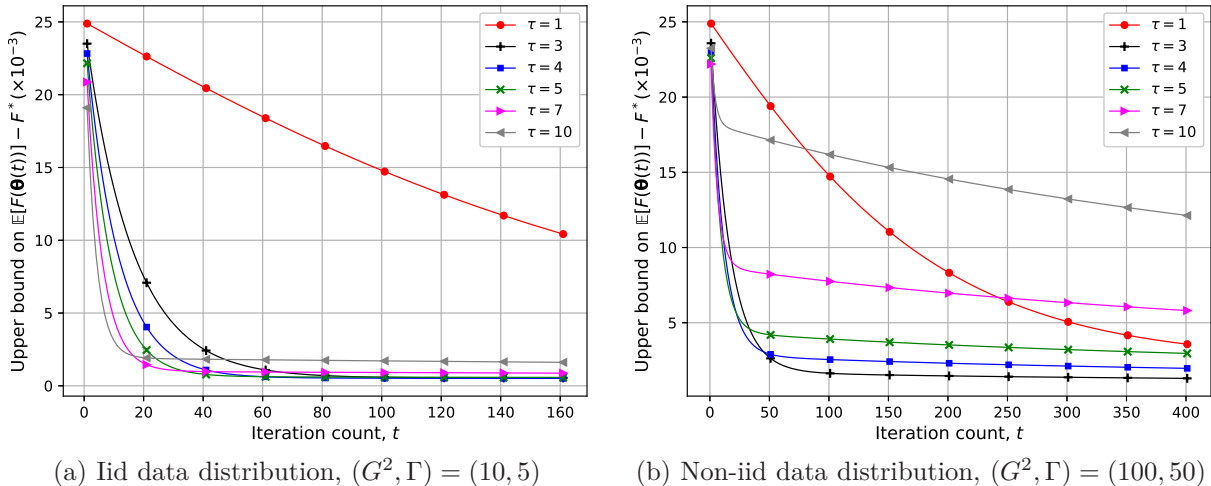 Upper bound on 𝔼[F(𝛉(t))] − F* (×10⁻³)
25
20
15
10
5
0
0 20 40 60 80 100 120 140 160
Iteration count, t
τ = 1
τ = 3
τ = 4
τ = 5
τ = 7
τ = 10
(a) Iid data distribution, (G², Γ) = (10, 5)
Upper bound on 𝔼[F(𝛉(t))] − F* (×10⁻³)
25
20
15
10
5
0 50 100 150 200 250 300 350 400
Iteration count, t
τ = 1
τ = 3
τ = 4
τ = 5
τ = 7
τ = 10
(b) Non-iid data distribution, (G², Γ) = (100, 50)